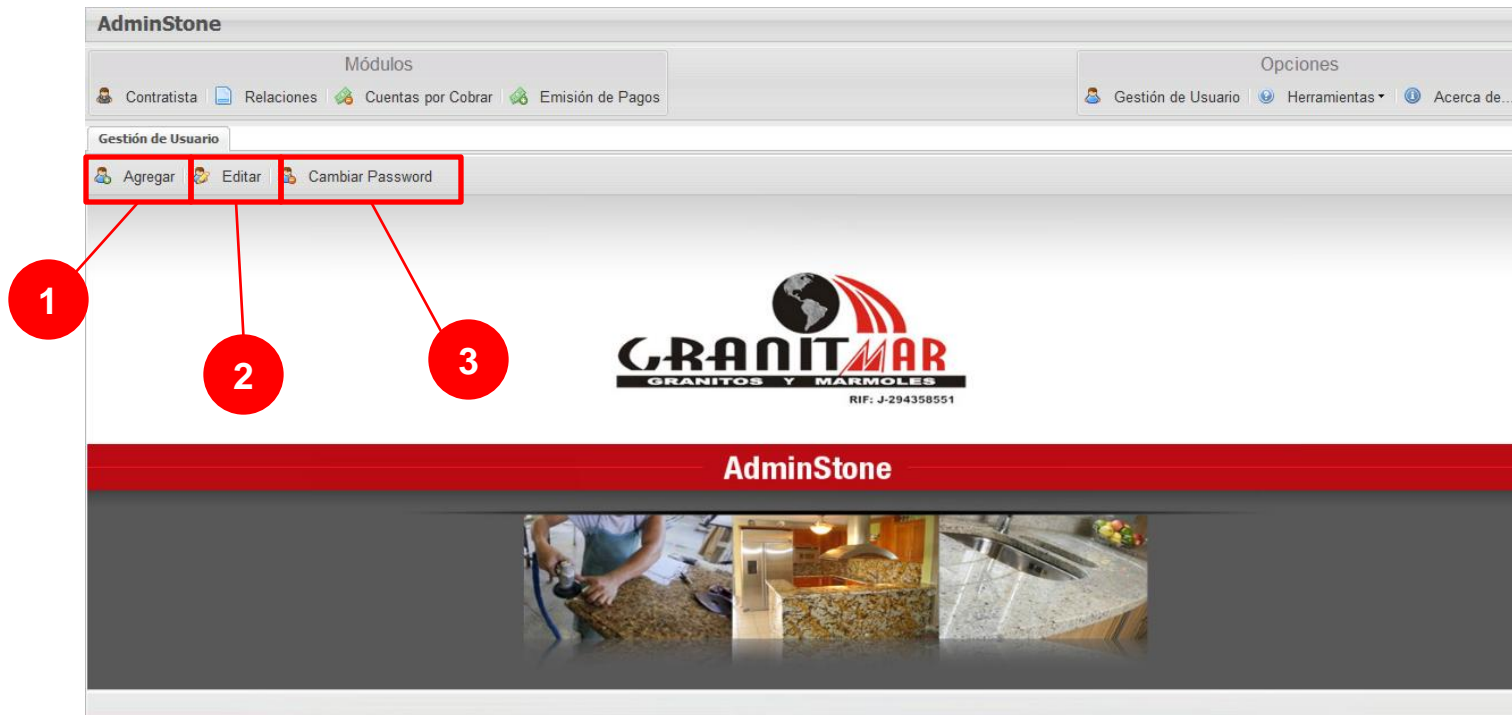 AdminStone
Módulos
Opciones
Contratista Relaciones Cuentas por Cobrar Emisión de Pagos
Gestión de Usuario Herramientas Acerca de...
Gestión de Usuario
Agregar Editar Cambiar Password
1
2
3
GRANITMAR
GRANITOS Y MARMOLES
RIF: J-294358551
AdminStone